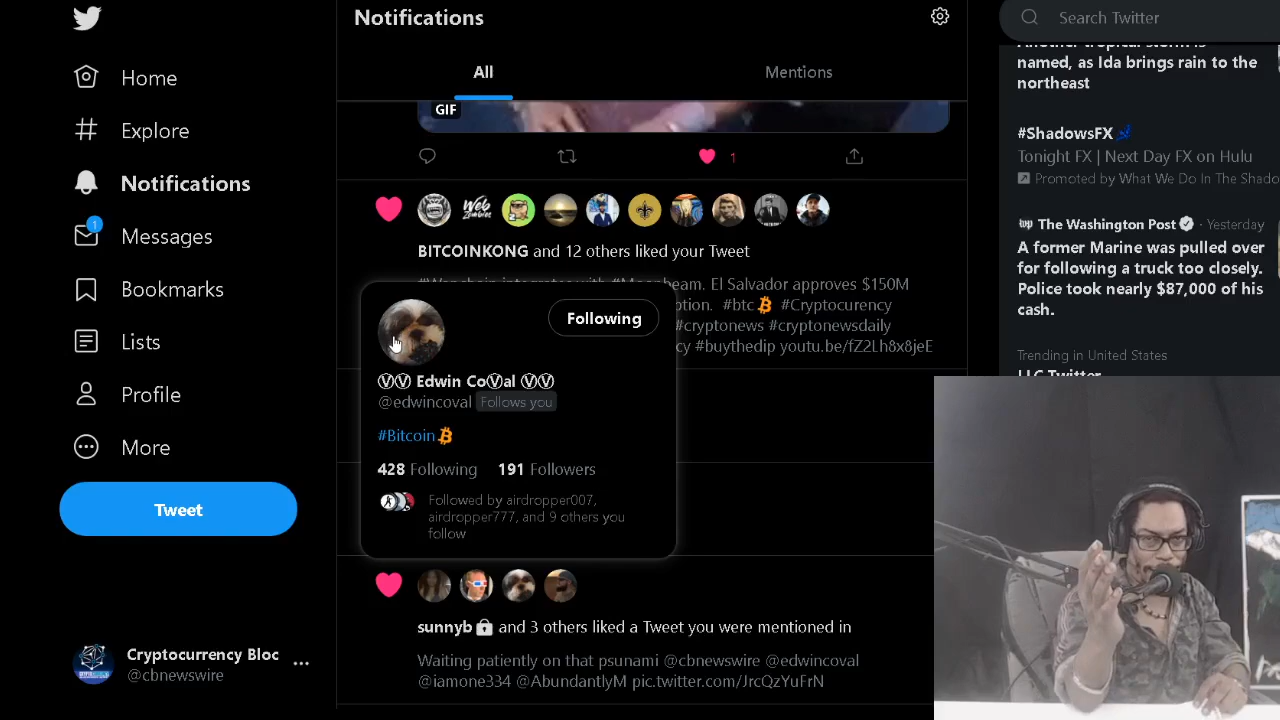 Notifications
Search Twitter
Home
Explore
Notifications
1
Messages
Bookmarks
Lists
Profile
More
Tweet
Cryptocurrency Bloc
@cbnewswire
All
Mentions
GIF
1
BITCOINKONG and 12 others liked your Tweet
El Salvador approves $150M
#btc #Cryptocurency
#cryptonews #cryptonewsdaily
#buythedip youtu.be/fZ2Lh8x8jeE
Following
ⓋⓋ Edwin CoⓋal ⓋⓋ
@edwincoval Follows you
#Bitcoin
428 Following 191 Followers
Followed by airdropper007,
airdropper777, and 9 others you
follow
sunnyb and 3 others liked a Tweet you were mentioned in
Waiting patiently on that psunami @cbnewswire @edwincoval
@iamone334 @AbundantlyM pic.twitter.com/JrcQzYuFrN
Another tropical storm is
named, as Ida brings rain to the
northeast
#ShadowsFX
Tonight FX | Next Day FX on Hulu
Promoted by What We Do In The Shado
The Washington Post · Yesterday
A former Marine was pulled over
for following a truck too closely.
Police took nearly $87,000 of his
cash.
Trending in United States